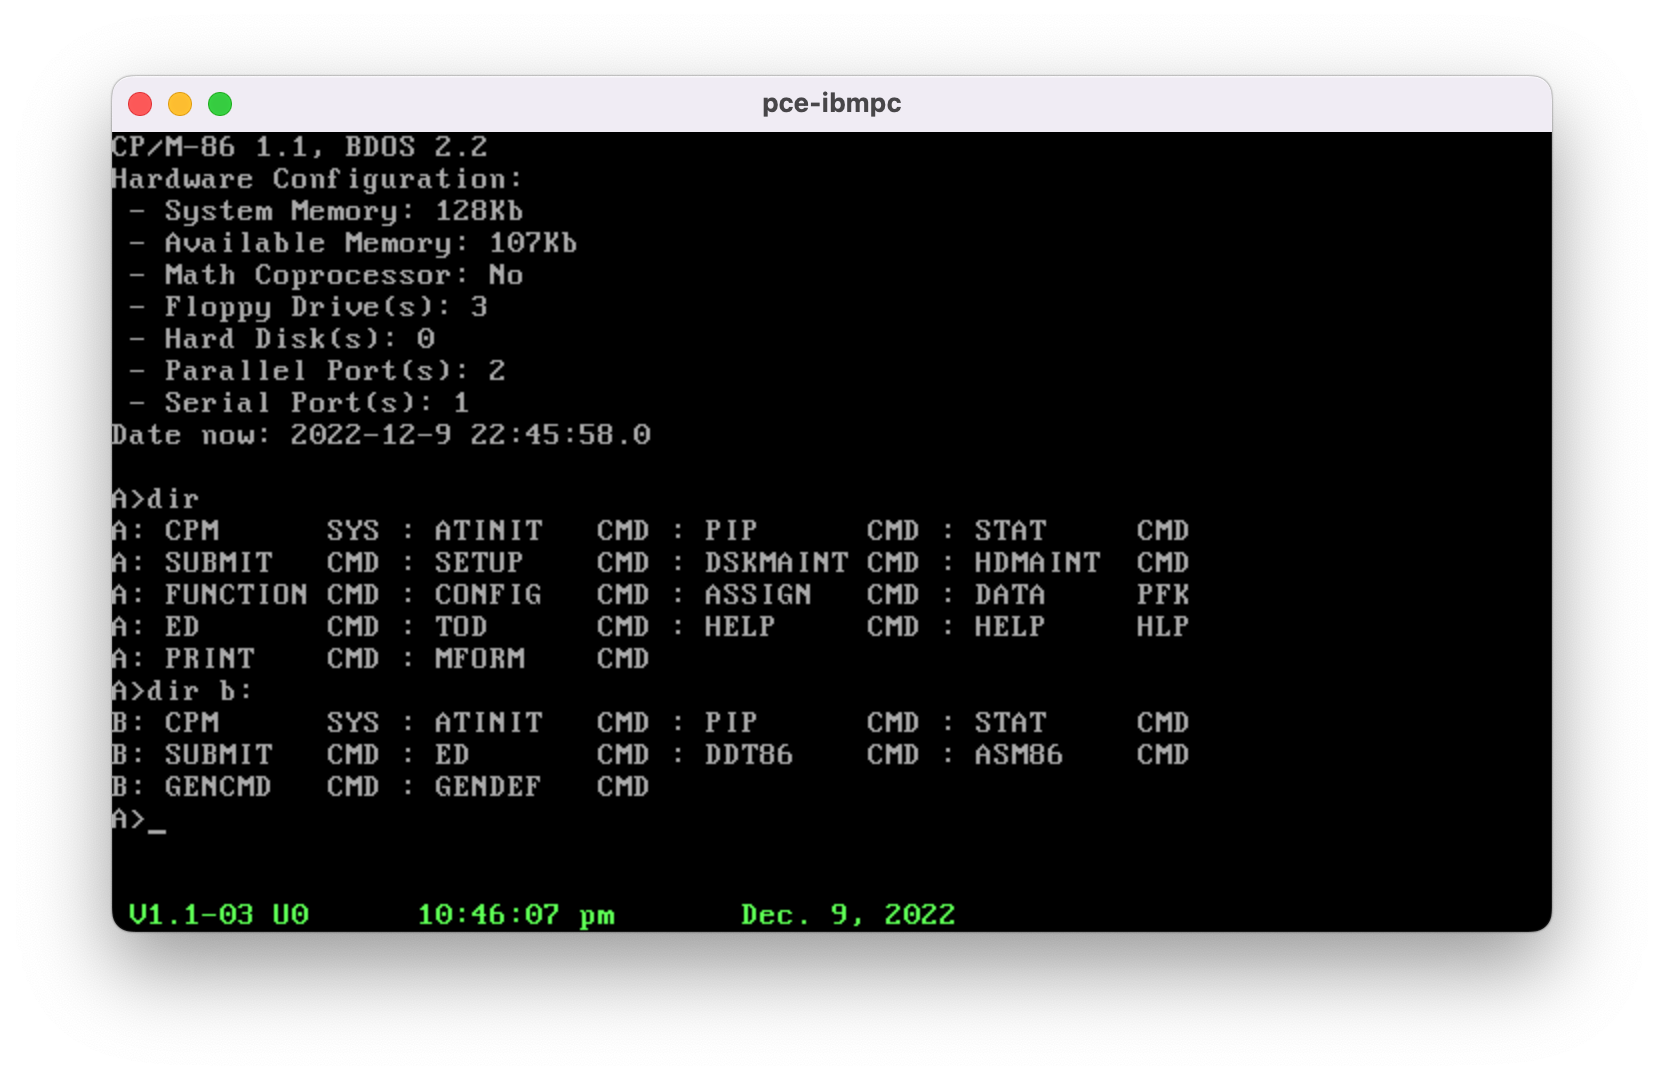 pce-ibmpc
CP/M-86 1.1, BDOS 2.2
Hardware Configuration:
 - System Memory: 128Kb
 - Available Memory: 107Kb
 - Math Coprocessor: No
 - Floppy Drive(s): 3
 - Hard Disk(s): 0
 - Parallel Port(s): 2
 - Serial Port(s): 1
Date now: 2022-12-9 22:45:58.0
A>dir
A: CPM      SYS : ATINIT   CMD : PIP      CMD : STAT     CMD
A: SUBMIT   CMD : SETUP    CMD : DSKMAINT CMD : HDMAINT  CMD
A: FUNCTION CMD : CONFIG   CMD : ASSIGN   CMD : DATA     PFK
A: ED       CMD : TOD      CMD : HELP     CMD : HELP     HLP
A: PRINT    CMD : MFORM    CMD
A>dir b:
B: CPM      SYS : ATINIT   CMD : PIP      CMD : STAT     CMD
B: SUBMIT   CMD : ED       CMD : DDT86    CMD : ASM86    CMD
B: GENCMD   CMD : GENDEF   CMD
A>_
V1.1-03 U0      10:46:07 pm       Dec. 9, 2022